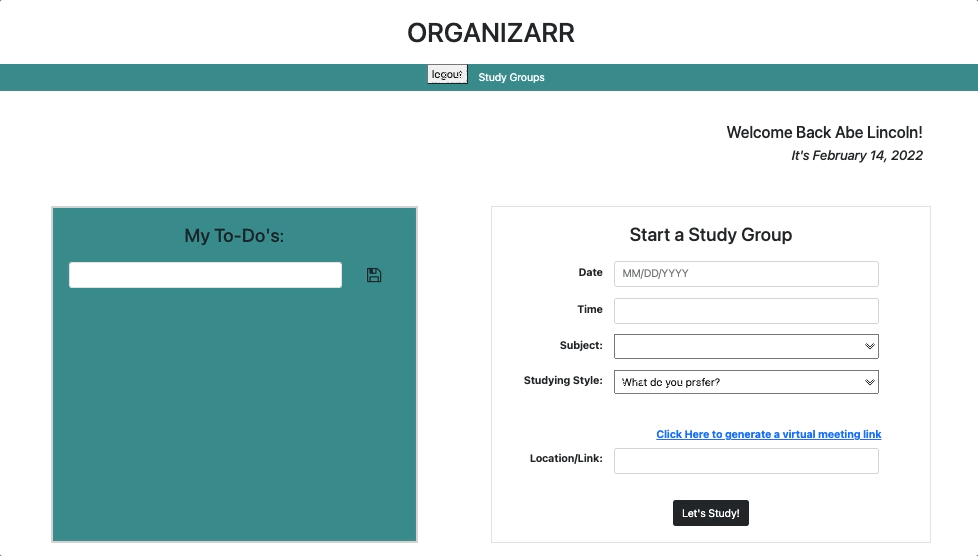 ORGANIZARR
logout Study Groups
Welcome Back Abe Lincoln!
It's February 14, 2022
My To-Do's:
Start a Study Group
Date MM/DD/YYYY
Time
Subject:
Studying Style: What do you prefer?
Click Here to generate a virtual meeting link
Location/Link:
Let's Study!